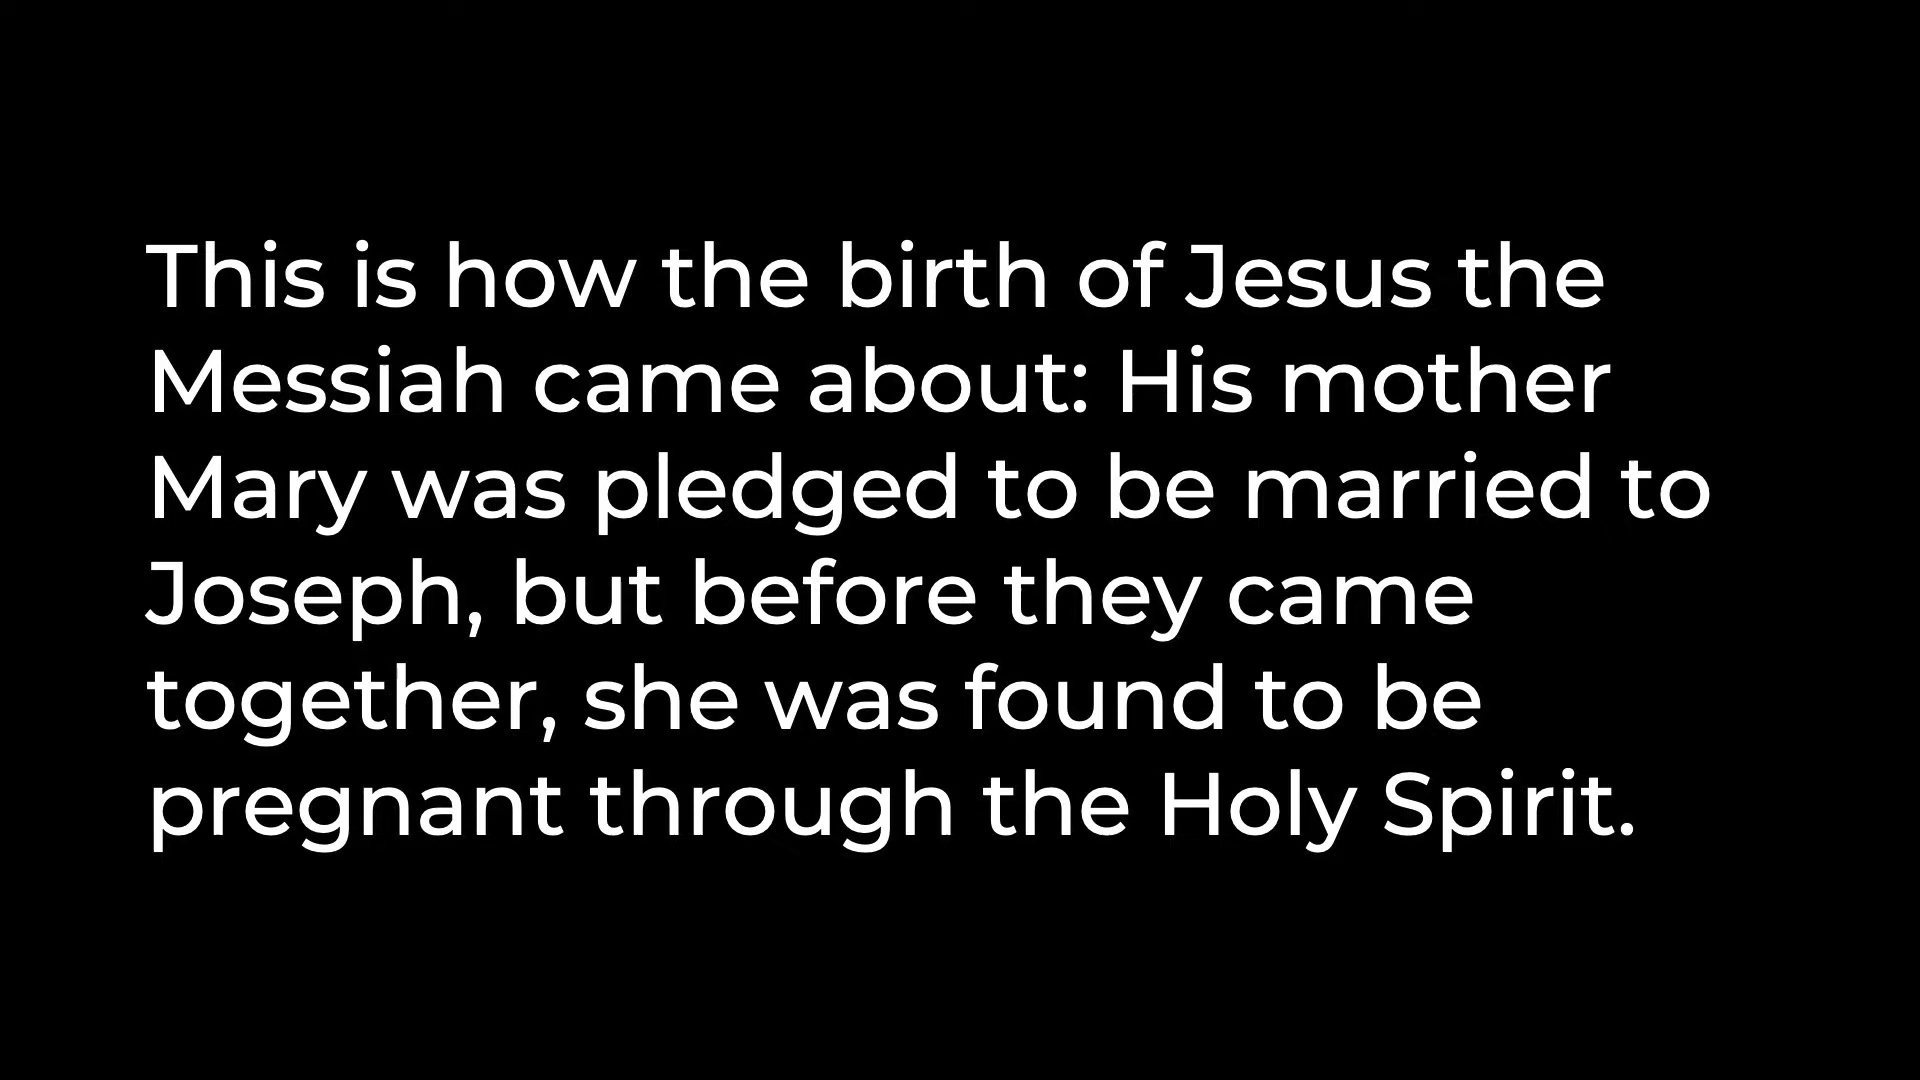 This is how the birth of Jesus the
Messiah came about: His mother
Mary was pledged to be married to
Joseph, but before they came
together, she was found to be
pregnant through the Holy Spirit.